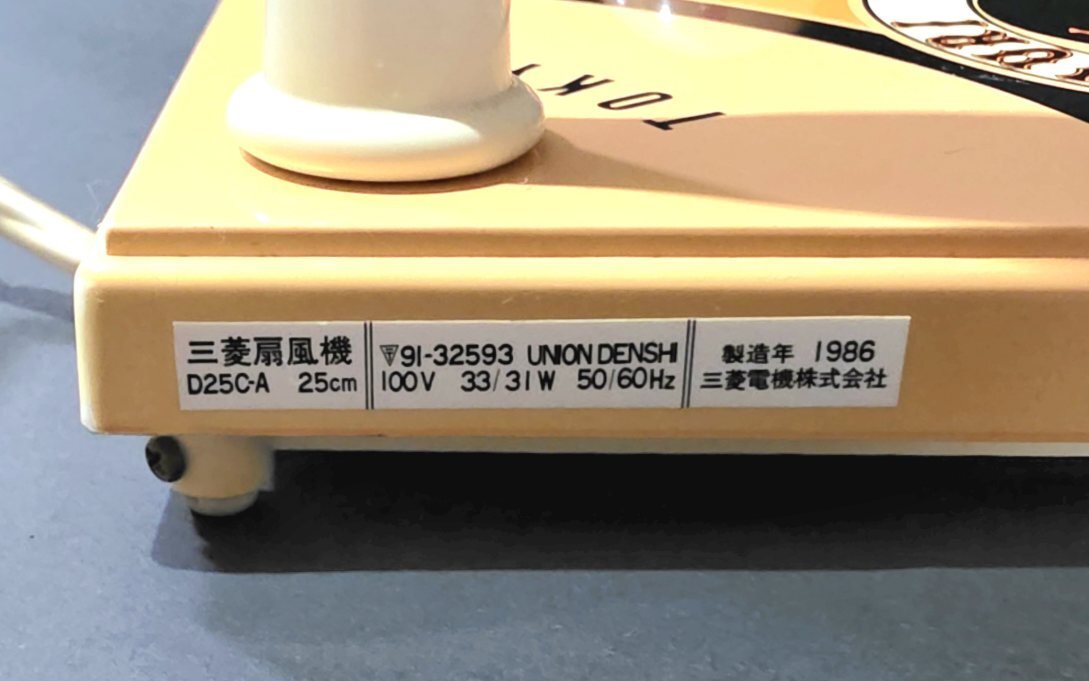 TOKY
三菱扇風機
D25C-A 25cm
〒91-32593 UNION DENSHI
100V 33/31W 50/60Hz
製造年 1986
三菱電機株式会社